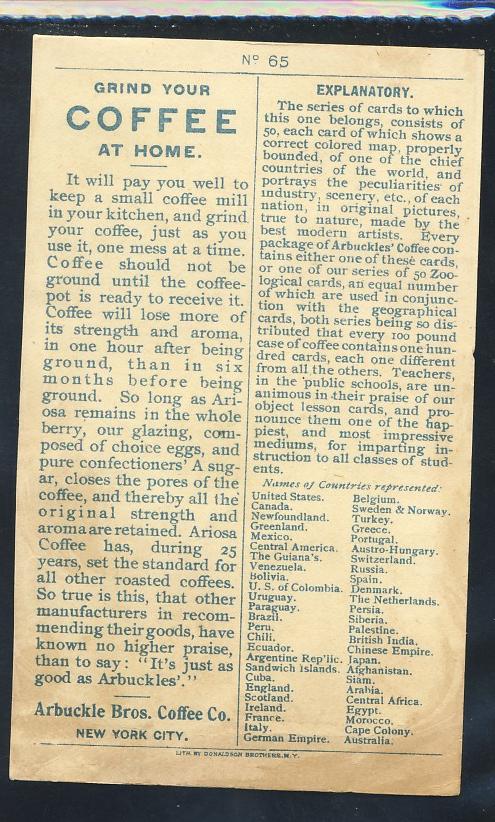 Nº 65
GRIND YOUR
COFFEE
AT HOME.
It will pay you well to
keep a small coffee mill
in your kitchen, and grind
your coffee, just as you
use it, one mess at a time.
Coffee should not be
ground until the coffee-
pot is ready to receive it.
Coffee will lose more of
its strength and aroma,
in one hour after being
ground, than in six
months before being
ground. So long as Ari-
osa remains in the whole
berry, our glazing, com-
posed of choice eggs, and
pure confectioners' A sug-
ar, closes the pores of the
coffee, and thereby all the
original strength and
aroma are retained. Ariosa
Coffee has, during 25
years, set the standard for
all other roasted coffees.
So true is this, that other
manufacturers in recom-
mending their goods, have
known no higher praise,
than to say: "It's just as
good as Arbuckles'."
Arbuckle Bros. Coffee Co.
NEW YORK CITY.
EXPLANATORY.
The series of cards to which
this one belongs, consists of
50, each card of which shows a
correct colored map, properly
bounded, of one of the chief
countries of the world, and
portrays the peculiarities of
industry, scenery, etc., of each
nation, in original pictures,
true to nature, made by the
best modern artists. Every
package of Arbuckles' Coffee con-
tains either one of these cards,
or one of our series of 50 Zoo-
logical cards, an equal number
of which are used in conjunc-
tion with the geographical
cards, both series being so dis-
tributed that every 100 pound
case of coffee contains one hun-
dred cards, each one different
from all the others. Teachers,
in the public schools, are un-
animous in their praise of our
object lesson cards, and pro-
nounce them one of the hap-
piest, and most impressive
mediums, for imparting in-
struction to all classes of stud-
ents.
Names of Countries represented:
United States.
Canada.
Newfoundland.
Greenland.
Mexico.
Central America.
The Guiana's.
Venezuela.
Bolivia.
U. S. of Colombia.
Uruguay.
Paraguay.
Brazil.
Peru.
Chili.
Ecuador.
Argentine Rep'lic.
Sandwich Islands.
Cuba.
England.
Scotland.
Ireland.
France.
Italy.
German Empire.
Belgium.
Sweden & Norway.
Turkey.
Greece.
Portugal.
Austro-Hungary.
Switzerland.
Russia.
Spain.
Denmark.
The Netherlands.
Persia.
Siberia.
Palestine.
British India.
Chinese Empire.
Japan.
Afghanistan.
Siam.
Arabia.
Central Africa.
Egypt.
Morocco.
Cape Colony.
Australia.
LITH. BY DONALDSON BROTHERS, N.Y.